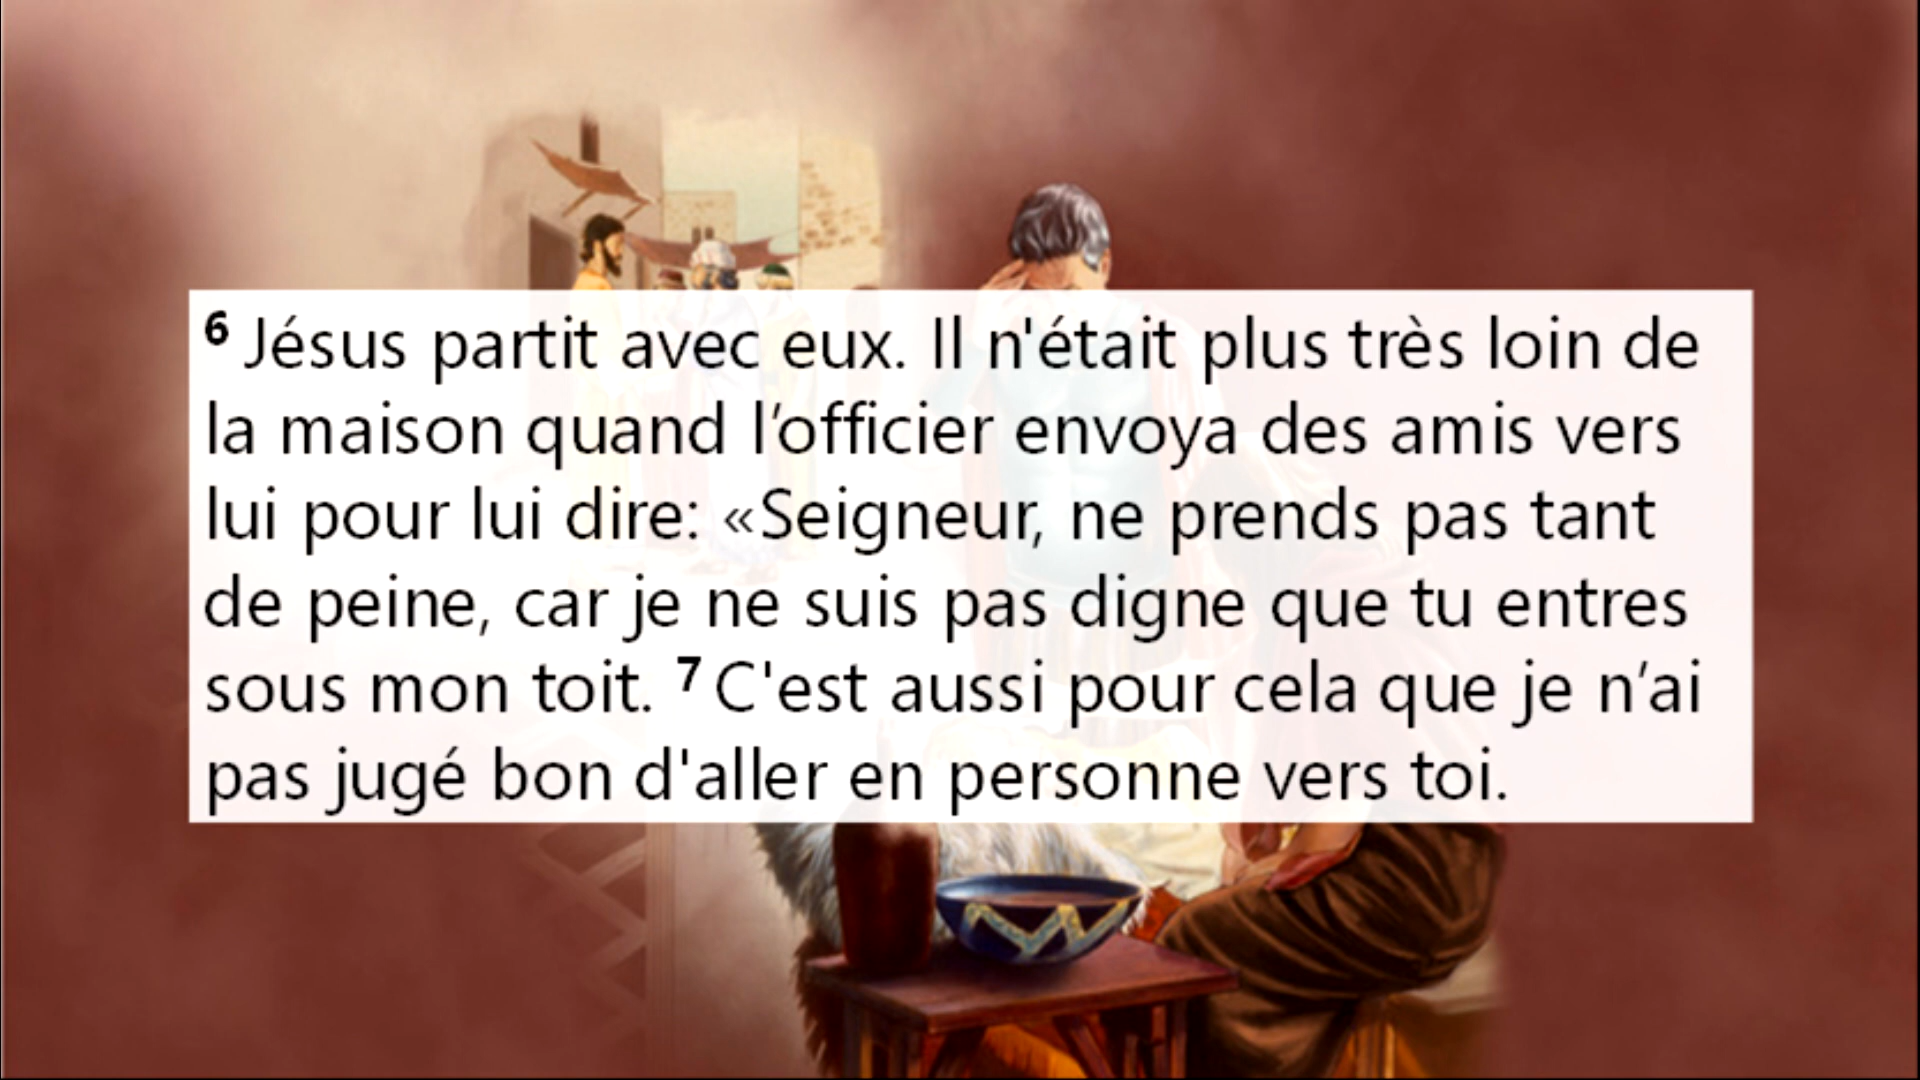 6 Jésus partit avec eux. Il n'était plus très loin de
la maison quand l’officier envoya des amis vers
lui pour lui dire: «Seigneur, ne prends pas tant
de peine, car je ne suis pas digne que tu entres
sous mon toit. 7 C'est aussi pour cela que je n’ai
pas jugé bon d'aller en personne vers toi.